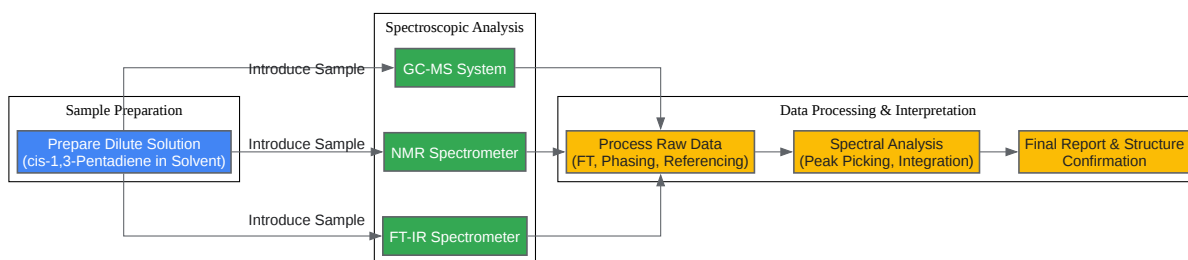 Spectroscopic Analysis
Introduce Sample
GC-MS System
Sample Preparation
Data Processing & Interpretation
Prepare Dilute Solution
(cis-1,3-Pentadiene in Solvent)
Introduce Sample
NMR Spectrometer
Process Raw Data
(FT, Phasing, Referencing)
Spectral Analysis
(Peak Picking, Integration)
Final Report & Structure
Confirmation
Introduce Sample
FT-IR Spectrometer